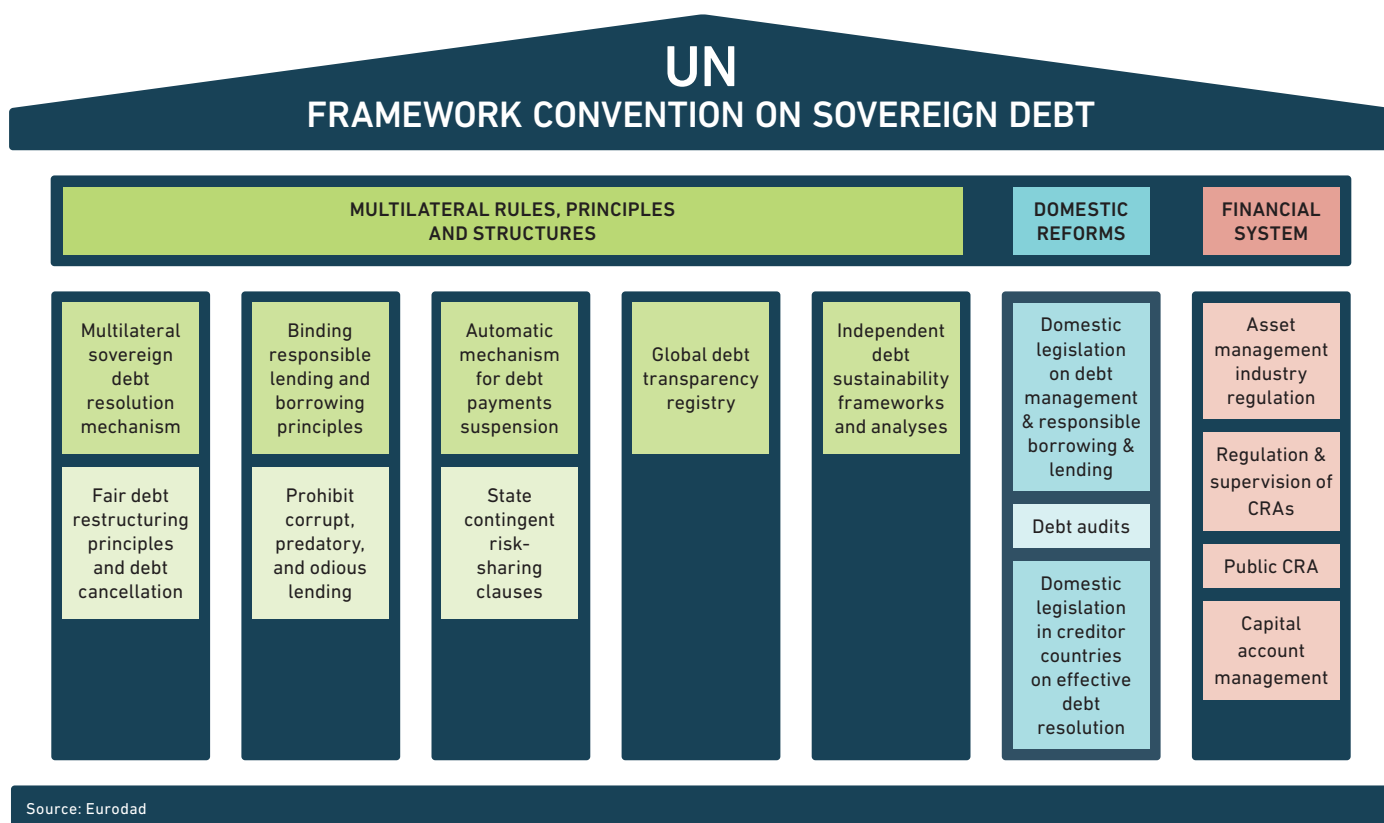 UN
FRAMEWORK CONVENTION ON SOVEREIGN DEBT
MULTILATERAL RULES, PRINCIPLES
AND STRUCTURES
DOMESTIC
REFORMS
FINANCIAL
SYSTEM
Multilateral
sovereign
debt
resolution
mechanism
Fair debt
restructuring
principles
and debt
cancellation
Binding
responsible
lending and
borrowing
principles
Prohibit
corrupt,
predatory,
and odious
lending
Automatic
mechanism
for debt
payments
suspension
State
contingent
risk-
sharing
clauses
Global debt
transparency
registry
Independent
debt
sustainability
frameworks
and analyses
Domestic
legislation
on debt
management
& responsible
borrowing &
lending
Debt audits
Domestic
legislation
in creditor
countries
on effective
debt
resolution
Asset
management
industry
regulation
Regulation &
supervision of
CRAs
Public CRA
Capital
account
management
Source: Eurodad